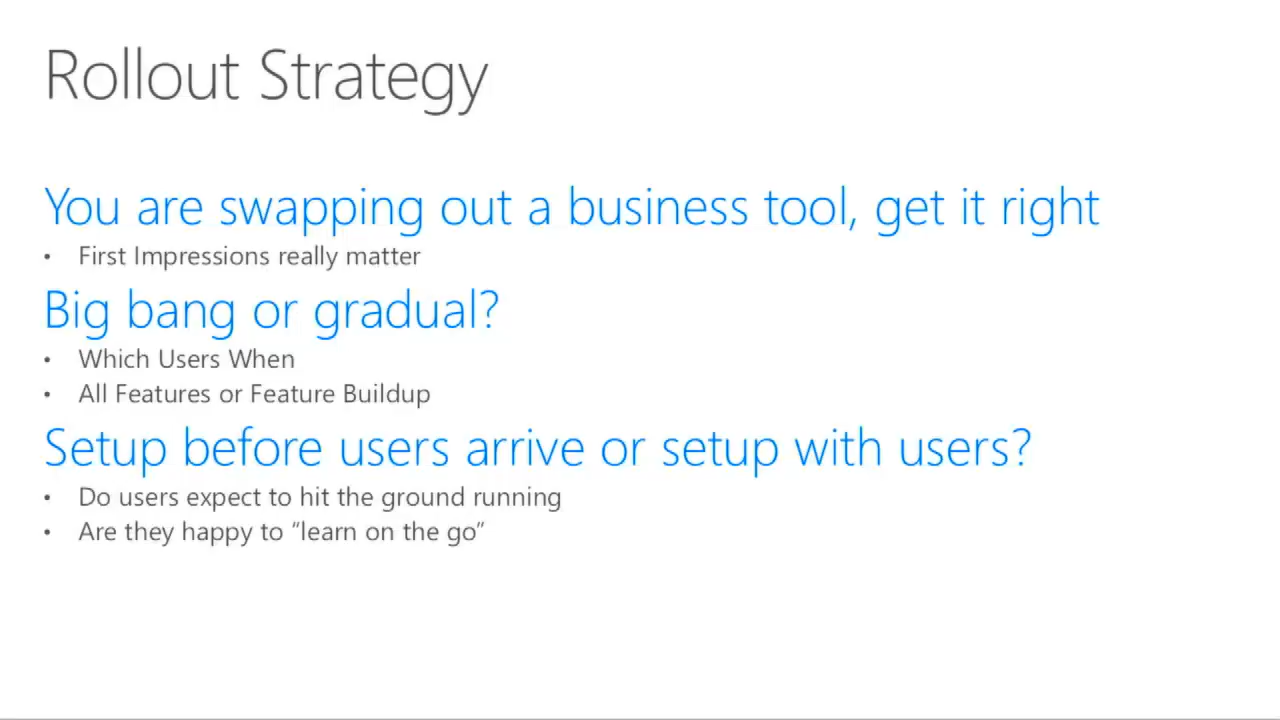 Rollout Strategy
You are swapping out a business tool, get it right
• First Impressions really matter
Big bang or gradual?
• Which Users When
• All Features or Feature Buildup
Setup before users arrive or setup with users?
• Do users expect to hit the ground running
• Are they happy to “learn on the go”